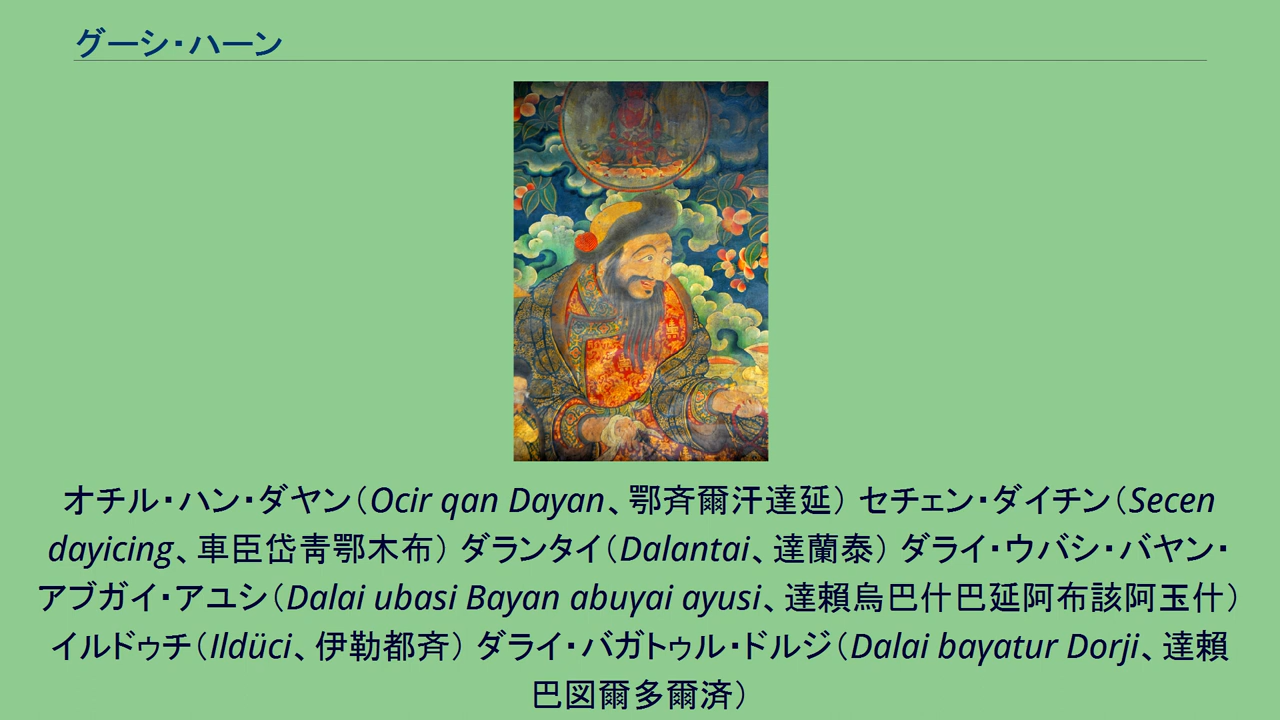 グーシ・ハーン
オチル・ハン・ダヤン（Ocir qan Dayan、鄂斉爾汗達延） セチェン・ダイチン（Secen
dayicing、車臣岱青鄂木布） ダランタイ（Dalantai、達蘭泰） ダライ・ウバシ・バヤン・
アブガイ・アユシ（Dalai ubasi Bayan abuγai ayusi、達賴烏巴什巴延阿布該阿玉什）
イルドゥチ（Ildüci、伊勒都斉） ダライ・バガトゥル・ドルジ（Dalai bayatur Dorji、達賴
巴図爾多爾済）